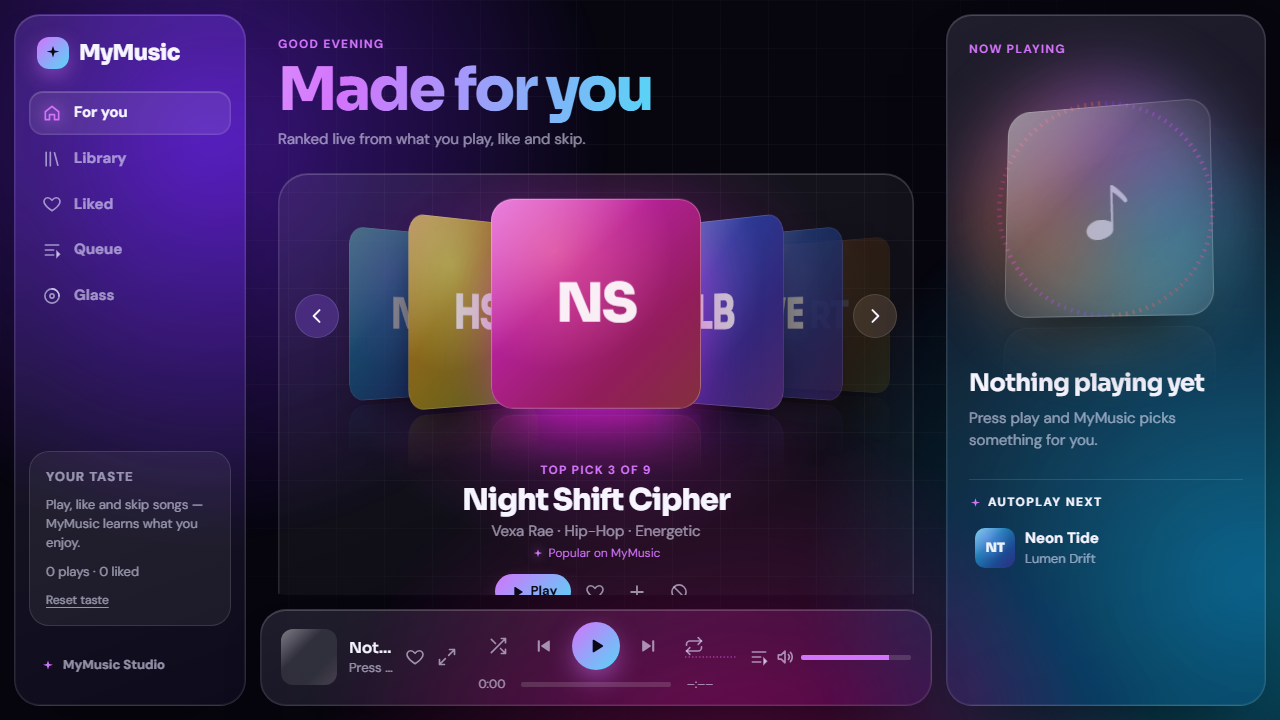 MyMusic
For you
Library
Liked
Queue
Glass
YOUR TASTE
Play, like and skip songs —
MyMusic learns what you
enjoy.
0 plays · 0 liked
Reset taste
MyMusic Studio
GOOD EVENING
Made for you
Ranked live from what you play, like and skip.
HS
NS
LB
TOP PICK 3 OF 9
Night Shift Cipher
Vexa Rae · Hip-Hop · Energetic
Popular on MyMusic
Play
Not...
Press ...
0:00
--:--
NOW PLAYING
Nothing playing yet
Press play and MyMusic picks
something for you.
AUTOPLAY NEXT
NT
Neon Tide
Lumen Drift